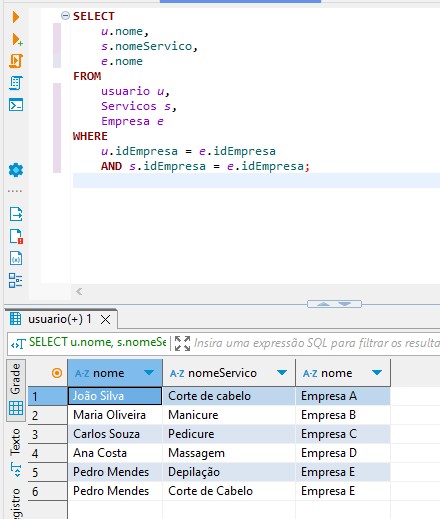 SELECT
u.nome,
s.nomeServico,
e.nome
FROM
usuario u,
Servicos s,
Empresa e
WHERE
u.idEmpresa = e.idEmpresa
AND s.idEmpresa = e.idEmpresa;
usuario(+) 1
SELECT u.nome, s.nomeSe Insira uma expressão SQL para filtrar os resulta
Grade
Texto
egistro
A-Z nome A-Z nomeServico A-Z nome
1 João Silva Corte de cabelo Empresa A
2 Maria Oliveira Manicure Empresa B
3 Carlos Souza Pedicure Empresa C
4 Ana Costa Massagem Empresa D
5 Pedro Mendes Depilação Empresa E
6 Pedro Mendes Corte de Cabelo Empresa E